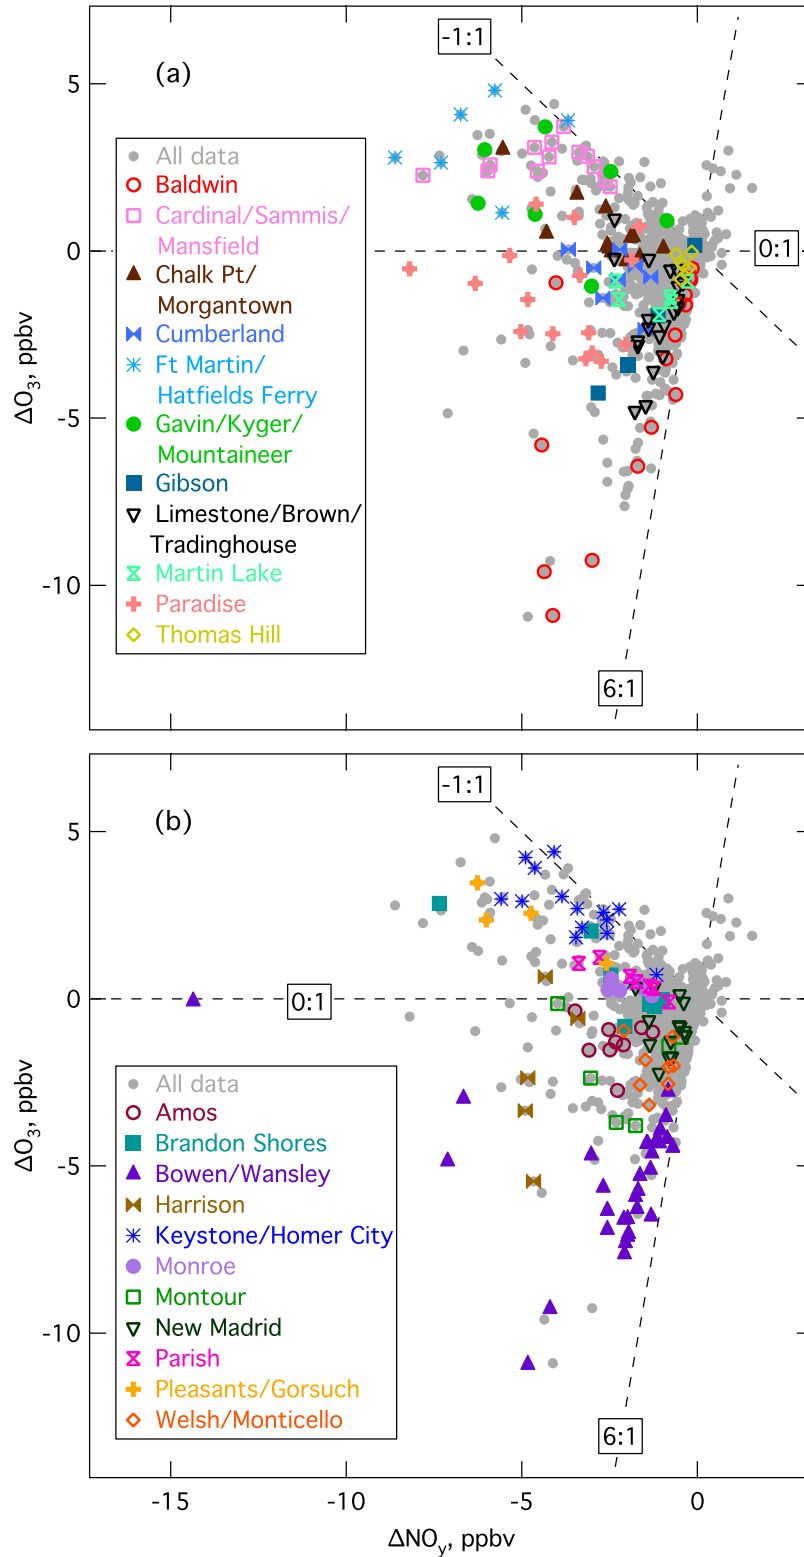 -1:1
(a)
5
All data
Baldwin
Cardinal/Sammis/
Mansfield
0
0:1
Chalk Pt/
Morgantown
Cumberland
Ft Martin/
Hatfields Ferry
ΔO3, ppbv
Gavin/Kyger/
Mountaineer
-5
Gibson
Limestone/Brown/
Tradinghouse
Martin Lake
-10
Paradise
Thomas Hill
6:1
-1:1
(b)
5
0
0:1
All data
Amos
Brandon Shores
ΔO3, ppbv
-5
Bowen/Wansley
Harrison
Keystone/Homer City
Monroe
Montour
New Madrid
-10
Parish
Pleasants/Gorsuch
Welsh/Monticello
6:1
-15
-10
-5
0
ΔNOy, ppbv